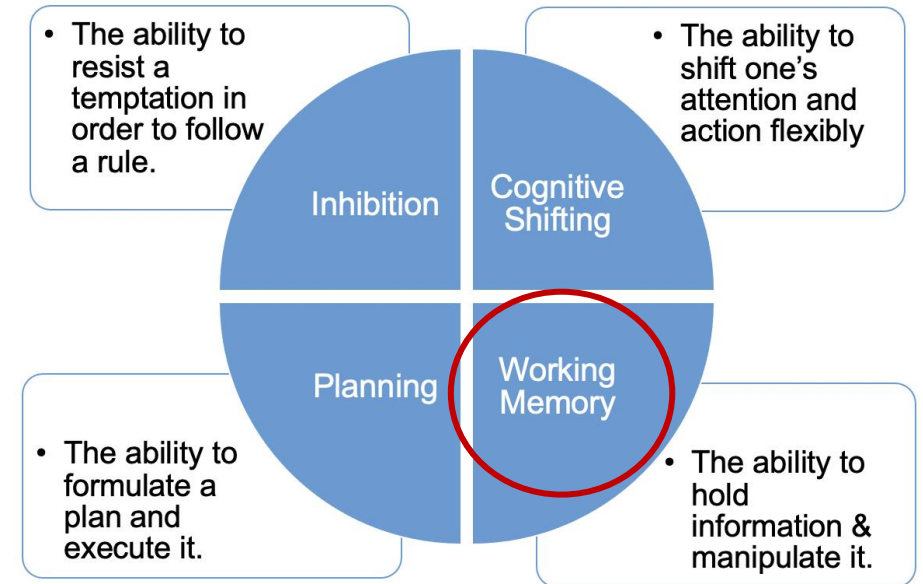 • The ability to
resist a
temptation in
order to follow
a rule.
• The ability to
shift one’s
attention and
action flexibly
Inhibition
Cognitive
Shifting
Planning
Working
Memory
• The ability to
formulate a
plan and
execute it.
• The ability to
hold
information &
manipulate it.